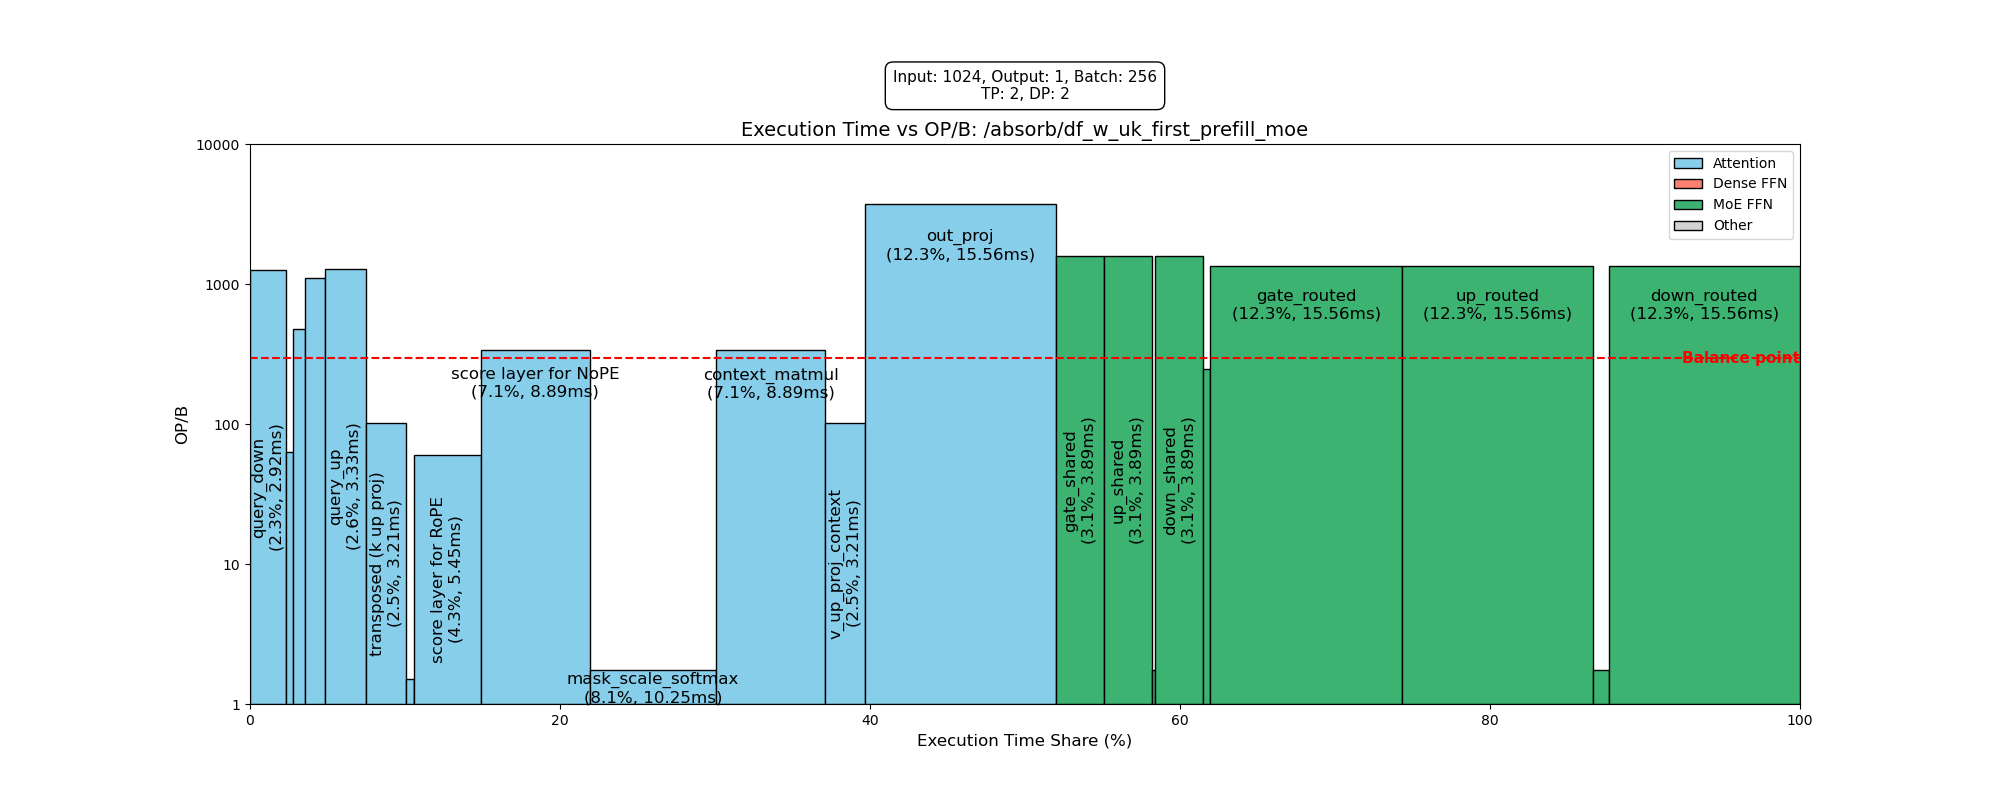 Input: 1024, Output: 1, Batch: 256
TP: 2, DP: 2
Execution Time vs OP/B: /absorb/df_w_uk_first_prefill_moe
10000
1000
100
10
1
OP/B
Attention
Dense FFN
MoE FFN
Other
query_down
(2.3%, 2.92ms)
query_up
(2.6%, 3.33ms)
transposed (k up proj)
(2.5%, 3.21ms)
score layer for RoPE
(4.3%, 5.45ms)
score layer for NoPE
(7.1%, 8.89ms)
mask_scale_softmax
(8.1%, 10.25ms)
context_matmul
(7.1%, 8.89ms)
v_up_proj_context
(2.5%, 3.21ms)
out_proj
(12.3%, 15.56ms)
gate_shared
(3.1%, 3.89ms)
up_shared
(3.1%, 3.89ms)
down_shared
(3.1%, 3.89ms)
gate_routed
(12.3%, 15.56ms)
up_routed
(12.3%, 15.56ms)
down_routed
(12.3%, 15.56ms)
Balance point
0
20
40
60
80
100
Execution Time Share (%)